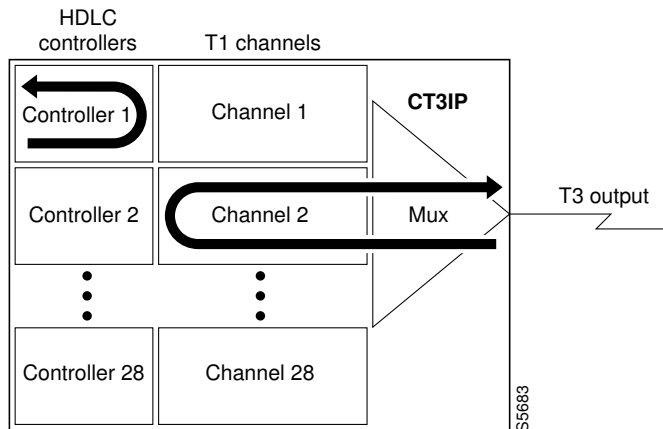 HDLC
controllers
T1 channels
CT3IP
Controller 1
Channel 1
Controller 2
Channel 2
Mux
T3 output
Controller 28
Channel 28
S5683